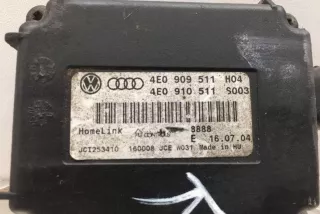 4E0 909 511 H04
4E0 910 511 S003
HomeLink 8888
E 16.07.04
JCI253410 160008 JCE A031 Made in HU